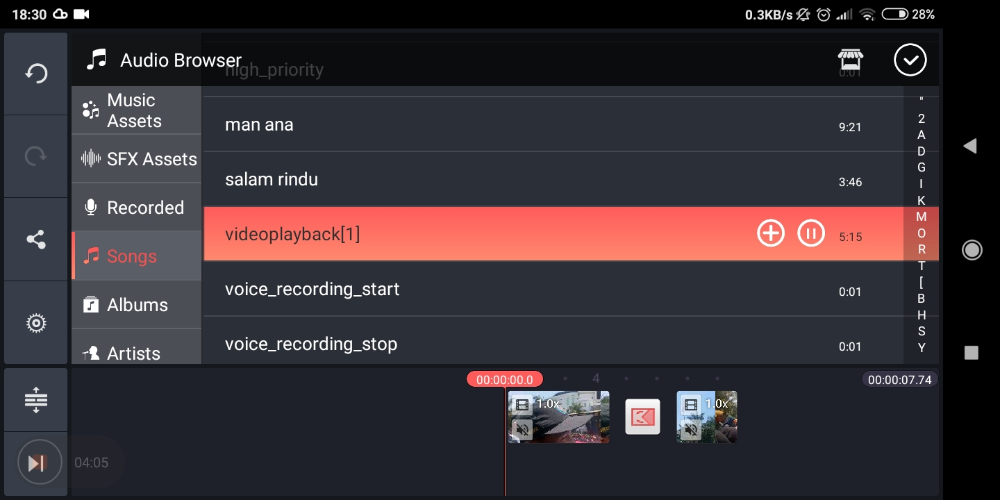 18:30
0.3KB/s
28%
Audio Browser
high_priority
0:01
Music
Assets
SFX Assets
Recorded
Songs
Albums
Artists
man ana
9:21
salam rindu
3:46
videoplayback[1]
5:15
voice_recording_start
0:01
voice_recording_stop
0:01
"
2
A
D
G
I
K
M
O
R
T
[
B
H
S
Y
00:00:00.0
4
00:00:07.74
1.0x
1.0x
04:05